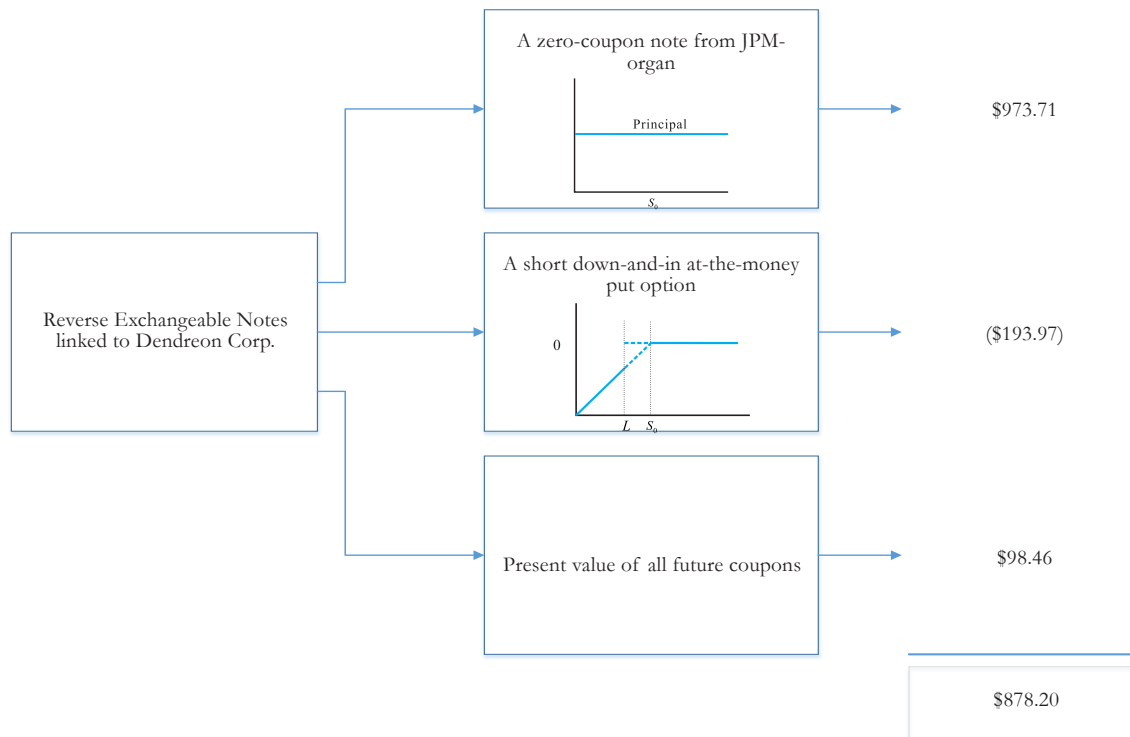 A zero-coupon note from JPM-
organ
Principal
S₀
$973.71
Reverse Exchangeable Notes
linked to Dendreon Corp.
A short down-and-in at-the-money
put option
0
L S₀
($193.97)
Present value of all future coupons
$98.46
$878.20